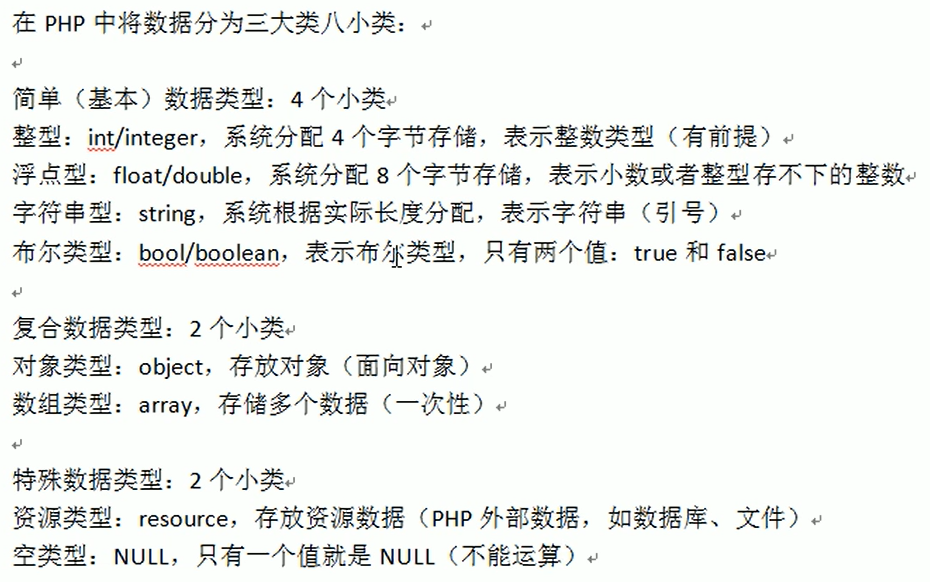 在 PHP 中将数据分为三大类八小类：
简单（基本）数据类型：4 个小类
整型：int/integer，系统分配 4 个字节存储，表示整数类型（有前提）
浮点型：float/double，系统分配 8 个字节存储，表示小数或者整型存不下的整数
字符串型：string，系统根据实际长度分配，表示字符串（引号）
布尔类型：bool/boolean，表示布尔类型，只有两个值：true 和 false
复合数据类型：2 个小类
对象类型：object，存放对象（面向对象）
数组类型：array，存储多个数据（一次性）
特殊数据类型：2 个小类
资源类型：resource，存放资源数据（PHP 外部数据，如数据库、文件）
空类型：NULL，只有一个值就是 NULL（不能运算）